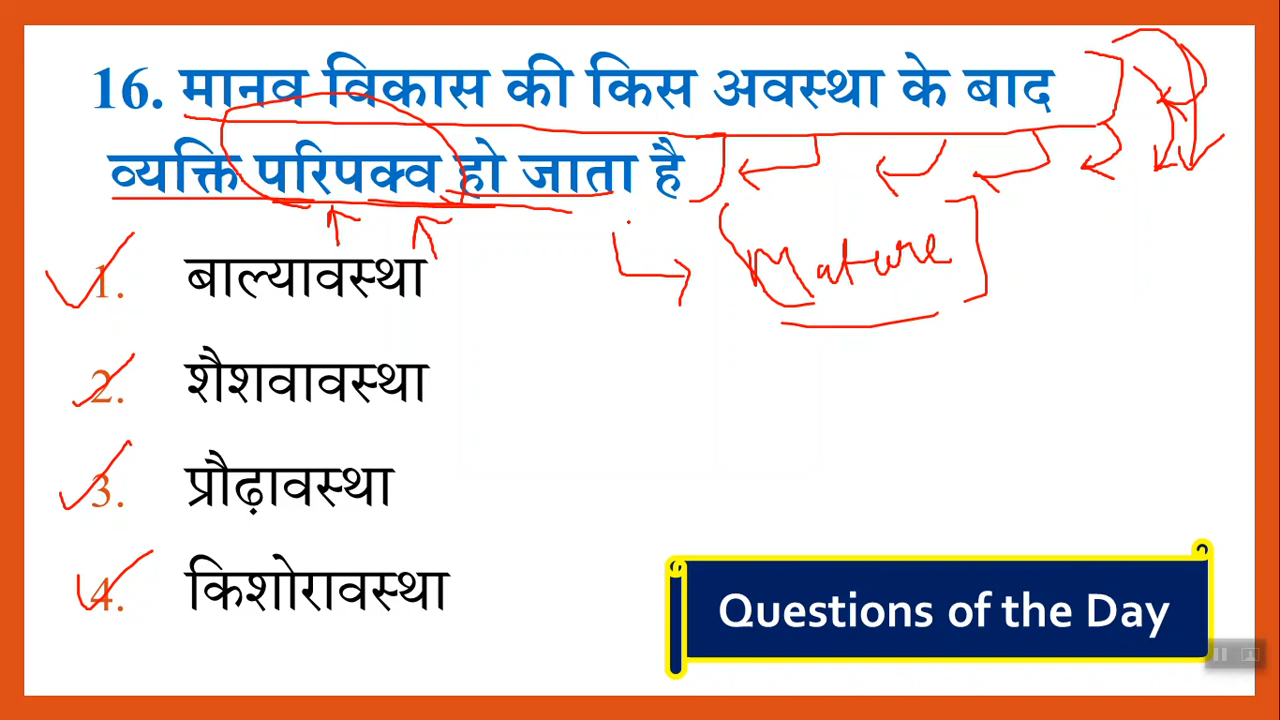 16. मानव विकास की किस अवस्था के बाद
व्यक्ति परिपक्व हो जाता है
Mature
1. बाल्यावस्था
2. शैशवावस्था
3. प्रौढ़ावस्था
4. किशोरावस्था
Questions of the Day